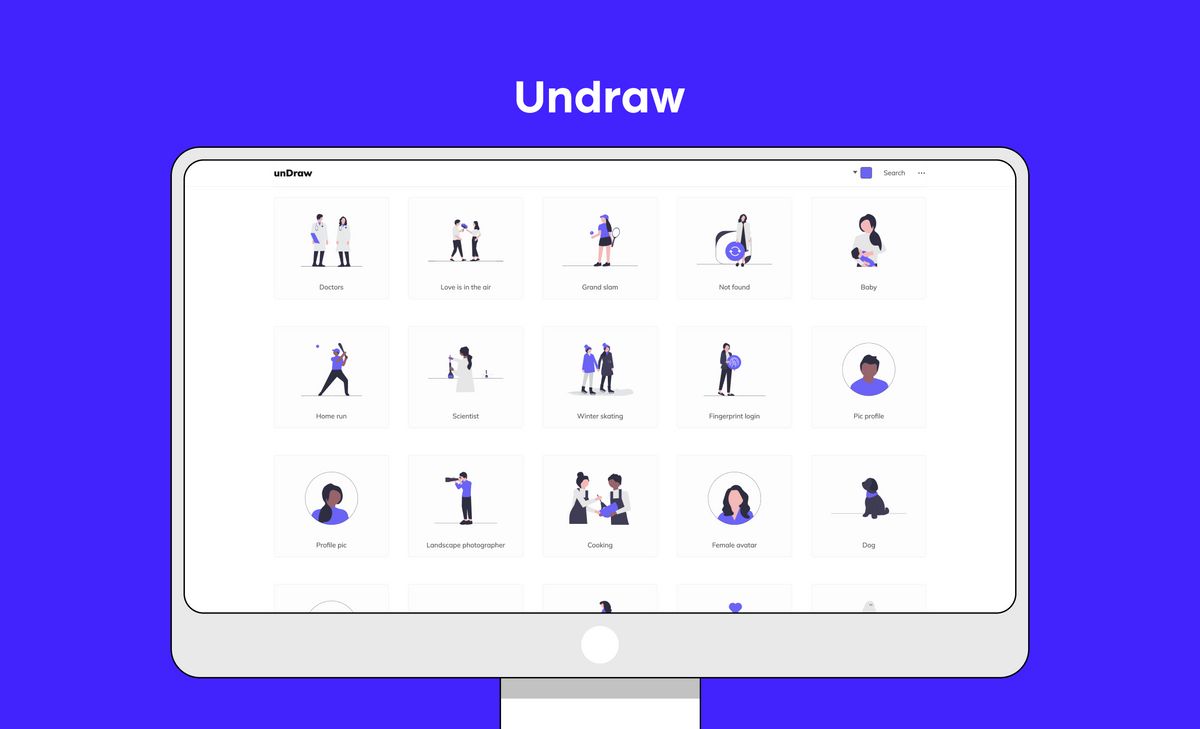 Undraw
unDraw
Search
Doctors
Love is in the air
Grand slam
Not found
Baby
Home run
Scientist
Winter skating
Fingerprint login
Pic profile
Profile pic
Landscape photographer
Cooking
Female avatar
Dog